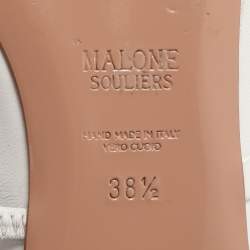 MALONE
SOULIERS
HAND MADE IN ITALY
VERO CUOIO
38½